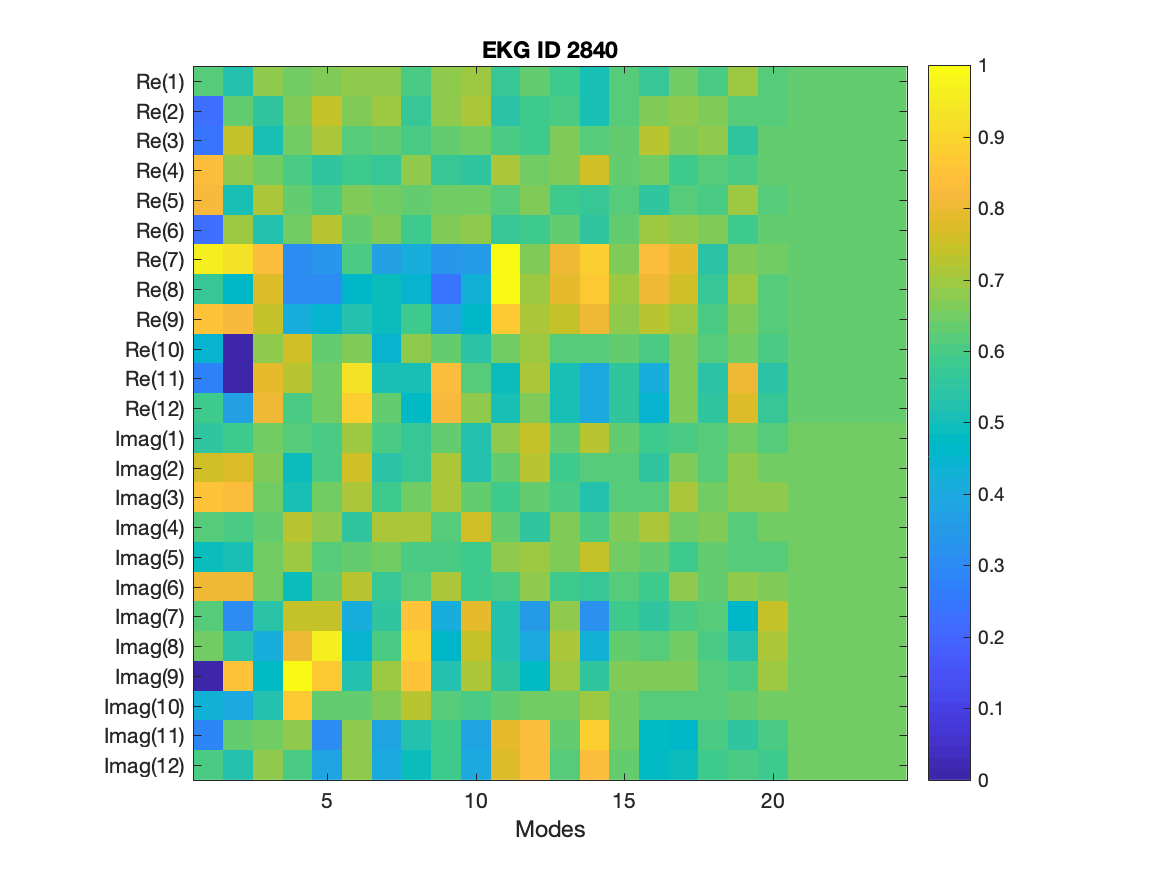 EKG ID 2840
Re(1)
Re(2)
Re(3)
Re(4)
Re(5)
Re(6)
Re(7)
Re(8)
Re(9)
Re(10)
Re(11)
Re(12)
Imag(1)
Imag(2)
Imag(3)
Imag(4)
Imag(5)
Imag(6)
Imag(7)
Imag(8)
Imag(9)
Imag(10)
Imag(11)
Imag(12)
5 10 15 20
Modes
1
0.9
0.8
0.7
0.6
0.5
0.4
0.3
0.2
0.1
0